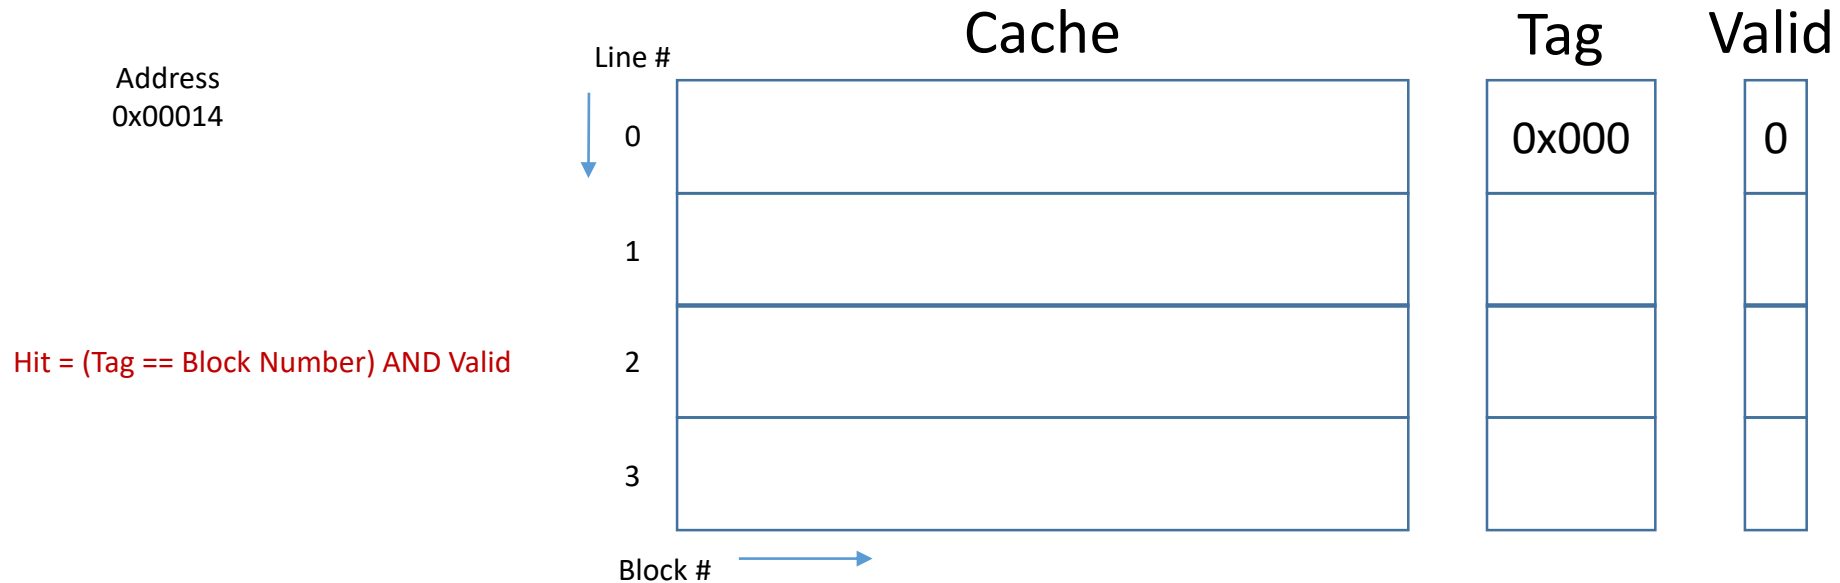 Cache
Tag
Valid
Line #
Address
0x00014
0
0x000
0
1
Hit = (Tag == Block Number) AND Valid
2
3
Block #